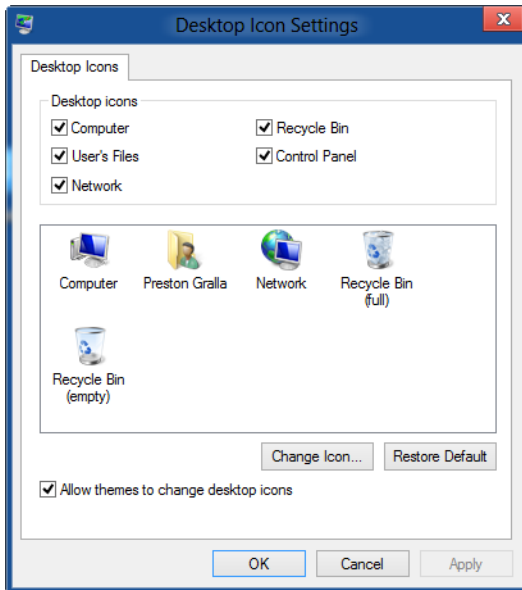 Desktop Icon Settings
x
Desktop Icons
Desktop icons
Computer Recycle Bin
User's Files Control Panel
Network
Computer Preston Gralla Network Recycle Bin
(full)
Recycle Bin
(empty)
Change Icon... Restore Default
Allow themes to change desktop icons
OK Cancel Apply